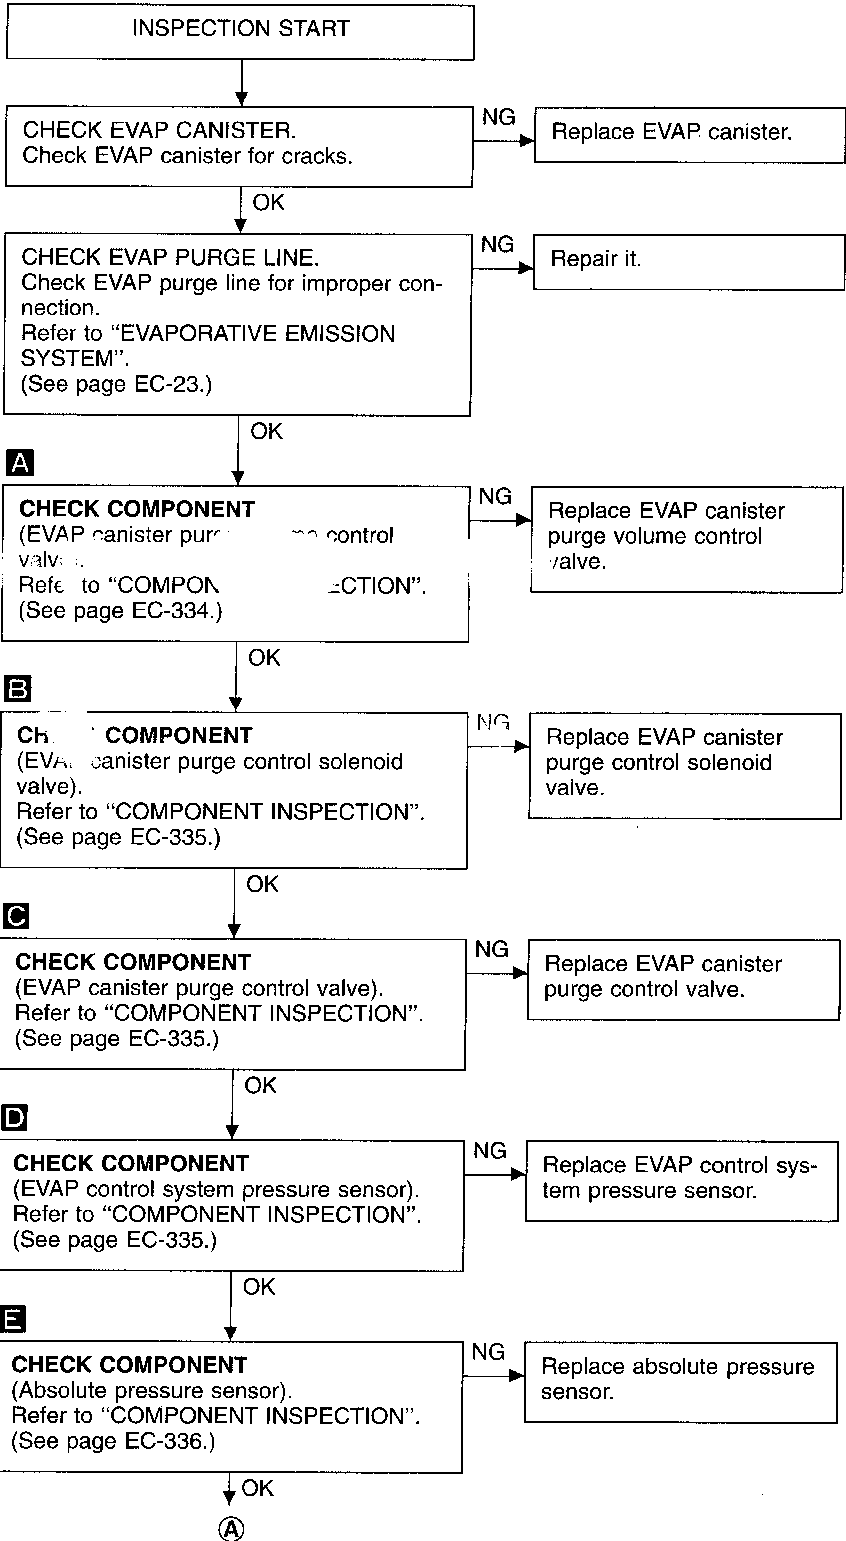 INSPECTION START
CHECK EVAP CANISTER.
Check EVAP canister for cracks.
NG
Replace EVAP canister.
OK
CHECK EVAP PURGE LINE.
Check EVAP purge line for improper con-
nection.
Refer to “EVAPORATIVE EMISSION
SYSTEM”.
(See page EC-23.)
NG
Repair it.
OK
A
CHECK COMPONENT
(EVAP canister control
Refer to
(See page EC-334.)
NG
Replace EVAP canister
purge volume control
valve.
OK
B
COMPONENT
canister purge control solenoid
valve).
Refer to “COMPONENT INSPECTION”.
(See page EC-335.)
NG
Replace EVAP canister
purge control solenoid
valve.
OK
C
CHECK COMPONENT
(EVAP canister purge control valve).
Refer to “COMPONENT INSPECTION”.
(See page EC-335.)
NG
Replace EVAP canister
purge control valve.
OK
D
CHECK COMPONENT
(EVAP control system pressure sensor).
Refer to “COMPONENT INSPECTION”.
(See page EC-335.)
NG
Replace EVAP control sys-
tem pressure sensor.
OK
E
CHECK COMPONENT
(Absolute pressure sensor).
Refer to “COMPONENT INSPECTION”.
(See page EC-336.)
NG
Replace absolute pressure
sensor.
OK
A